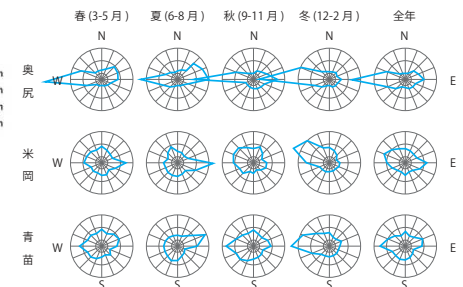 春 (3-5 月) 夏 (6-8 月) 秋 (9-11 月) 冬 (12-2 月) 全年
N N N N N
奥尻 W E
米岡 W E
青苗 W E
S S S S S